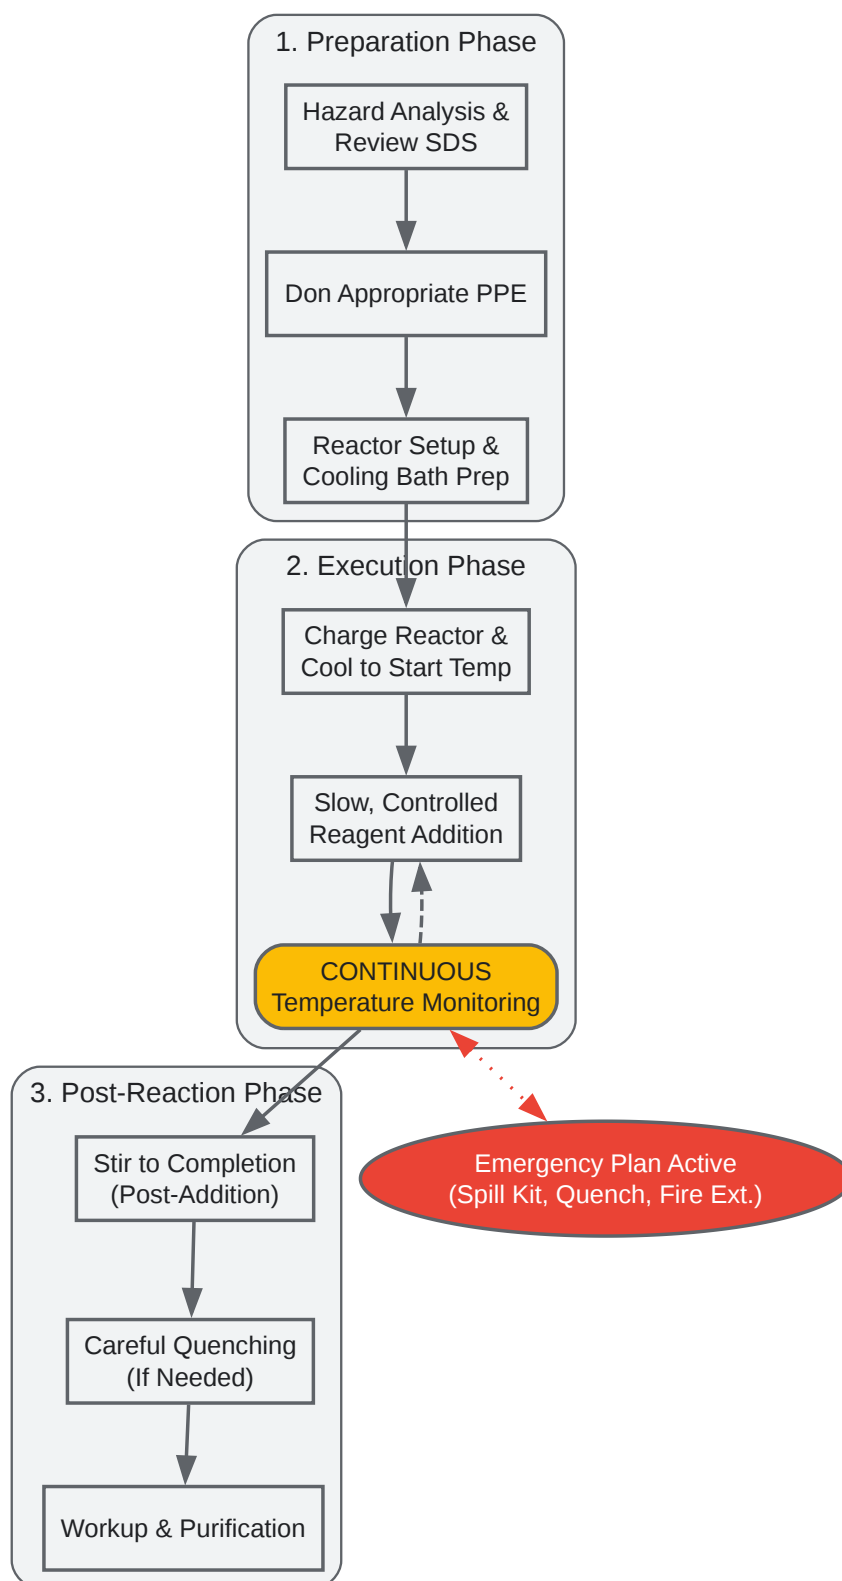 1. Preparation Phase
Hazard Analysis &
Review SDS
Don Appropriate PPE
Reactor Setup &
Cooling Bath Prep
2. Execution Phase
Charge Reactor &
Cool to Start Temp
Slow, Controlled
Reagent Addition
CONTINUOUS
Temperature Monitoring
3. Post-Reaction Phase
Stir to Completion
(Post-Addition)
Emergency Plan Active
(Spill Kit, Quench, Fire Ext.)
Careful Quenching
(If Needed)
Workup & Purification